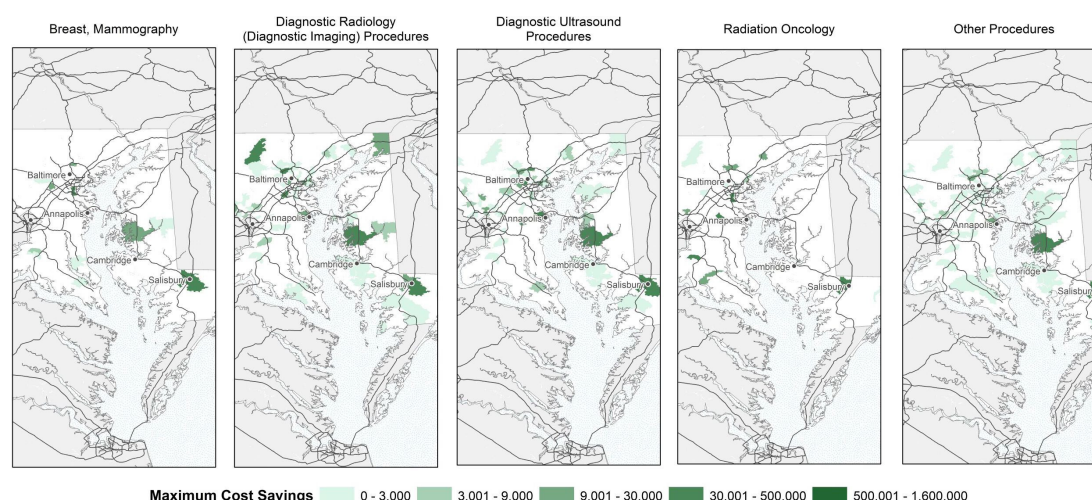 Breast, Mammography
Diagnostic Radiology
(Diagnostic Imaging) Procedures
Diagnostic Ultrasound
Procedures
Radiation Oncology
Other Procedures
Baltimore
Annapolis
Cambridge
Salisbury
Baltimore
Annapolis
Cambridge
Salisbury
Baltimore
Annapolis
Cambridge
Salisbury
Baltimore
Annapolis
Cambridge
Salisbury
Baltimore
Annapolis
Cambridge
Salisbury
Maximum Cost Savings 0 - 3.000 3.001 - 9.000 9.001 - 30.000 30.001 - 500.000 500.001 - 1.600.000